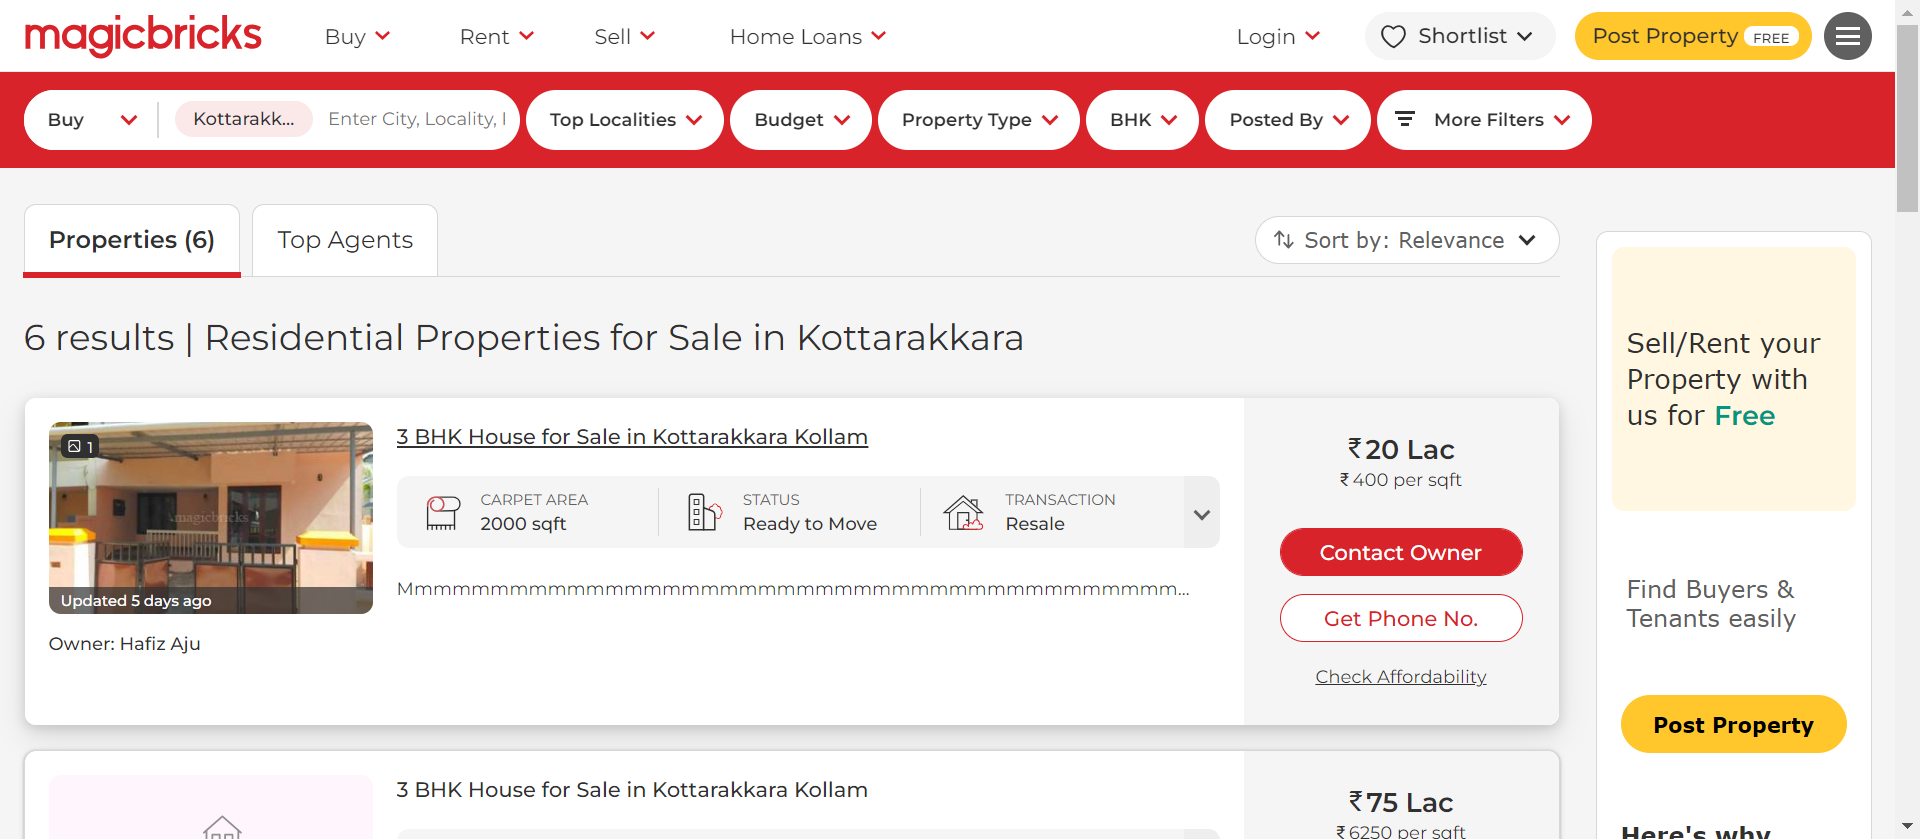 magicbricks
Buy
Rent
Sell
Home Loans
Login
Shortlist
Post Property FREE
Buy
Kottarakk...
Enter City, Locality,
Top Localities
Budget
Property Type
BHK
Posted By
More Filters
Properties (6)
Top Agents
Sort by: Relevance
6 results | Residential Properties for Sale in Kottarakkara
1
magicbricks
Updated 5 days ago
Owner: Hafiz Aju
3 BHK House for Sale in Kottarakkara Kollam
CARPET AREA
2000 sqft
STATUS
Ready to Move
TRANSACTION
Resale
₹20 Lac
₹400 per sqft
Contact Owner
Get Phone No.
Check Affordability
3 BHK House for Sale in Kottarakkara Kollam
₹75 Lac
₹6250 per sqft
Sell/Rent your
Property with
us for Free
Find Buyers &
Tenants easily
Post Property
Here's why